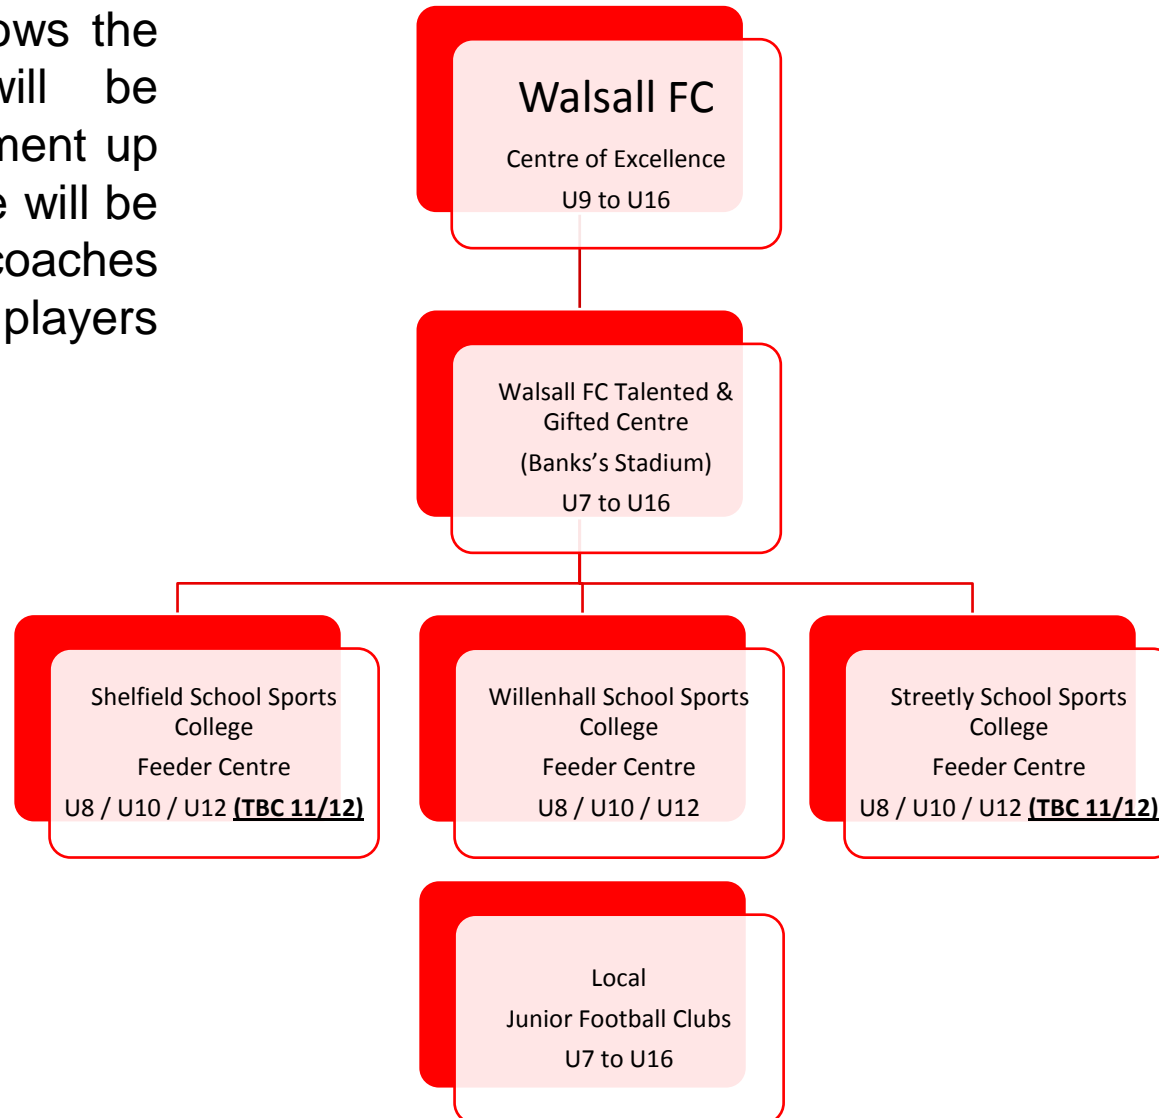 ows the
will be
ment up
e will be
coaches
players
Walsall FC
Centre of Excellence
U9 to U16
Walsall FC Talented &
Gifted Centre
(Banks’s Stadium)
U7 to U16
Shelfield School Sports
College
Feeder Centre
U8 / U10 / U12 (TBC 11/12)
Willenhall School Sports
College
Feeder Centre
U8 / U10 / U12
Streetly School Sports
College
Feeder Centre
U8 / U10 / U12 (TBC 11/12)
Local
Junior Football Clubs
U7 to U16